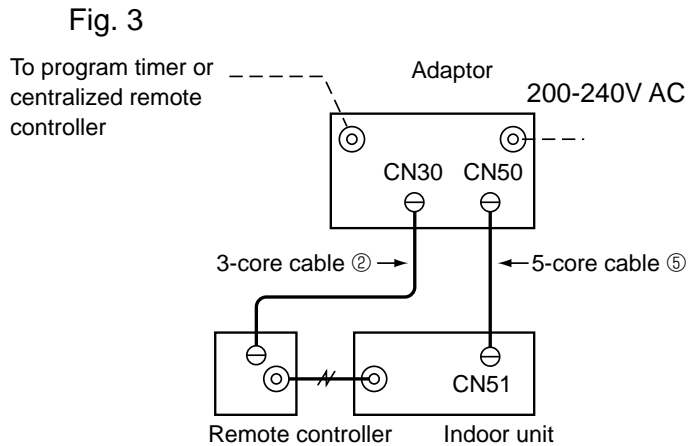 Fig. 3
To program timer or
centralized remote
controller
Adaptor
200-240V AC
CN30 CN50
3-core cable ②
5-core cable ⑤
CN51
Remote controller
Indoor unit